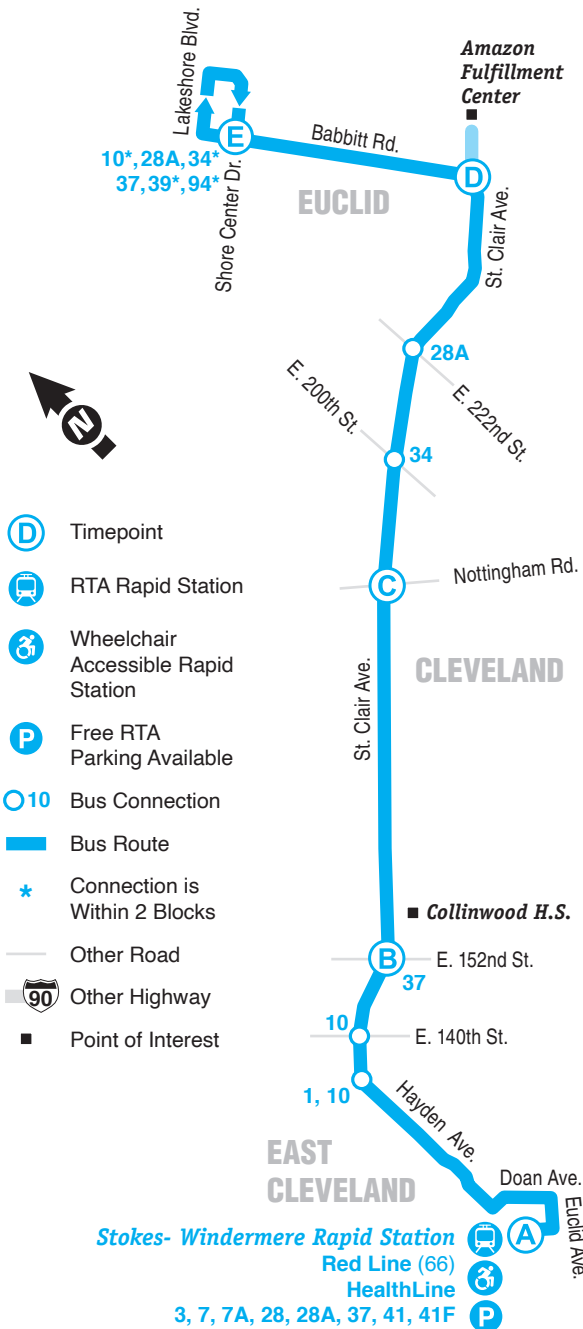 Lakeshore Blvd.
Amazon
Fulfillment
Center
E
Babbitt Rd.
10*, 28A, 34*
37, 39*, 94*
Shore Center Dr.
D
EUCLID
St. Clair Ave.
28A
E. 222nd St.
E. 200th St.
34
N
C
Nottingham Rd.
CLEVELAND
St. Clair Ave.
D Timepoint
RTA Rapid Station
Wheelchair
Accessible Rapid
Station
P Free RTA
Parking Available
10 Bus Connection
Bus Route
* Connection is
Within 2 Blocks
Other Road
90 Other Highway
Point of Interest
Collinwood H.S.
B
E. 152nd St.
37
10
E. 140th St.
1, 10
Hayden Ave.
EAST
CLEVELAND
Doan Ave.
Euclid Ave.
A
Stokes- Windermere Rapid Station
Red Line (66)
HealthLine
3, 7, 7A, 28, 28A, 37, 41, 41F
P